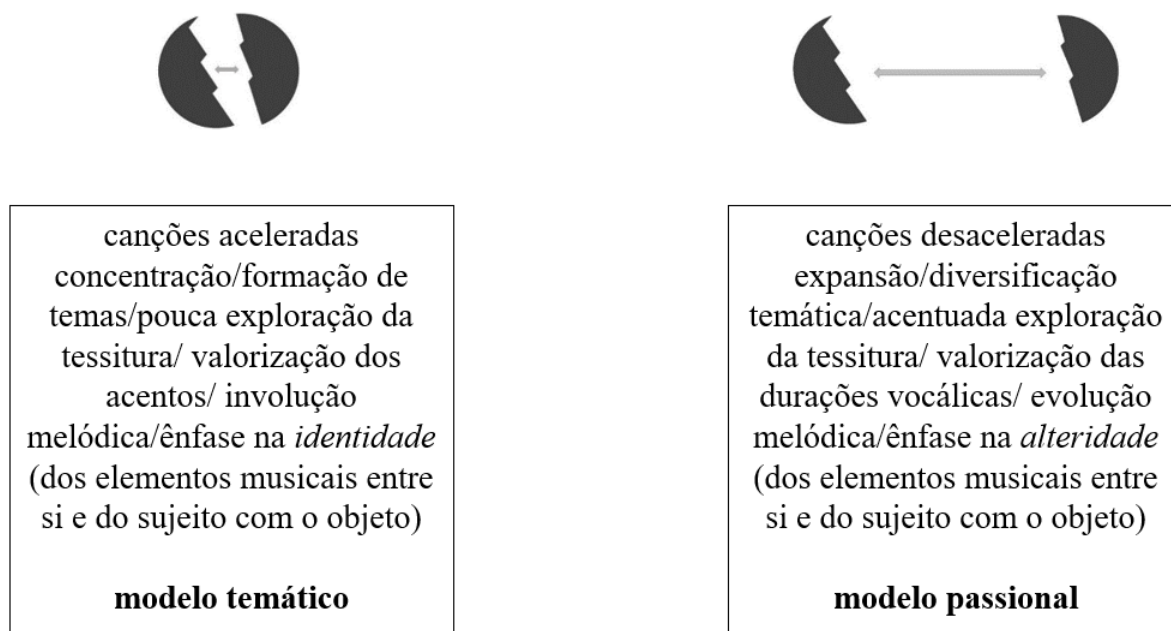 canções aceleradas
concentração/formação de
temas/pouca exploração da
tessitura/ valorização dos
acentos/ involução
melódica/ênfase na identidade
(dos elementos musicais entre
si e do sujeito com o objeto)
modelo temático
canções desaceleradas
expansão/diversificação
temática/acentuada exploração
da tessitura/ valorização das
durações vocálicas/ evolução
melódica/ênfase na alteridade
(dos elementos musicais entre
si e do sujeito com o objeto)
modelo passional